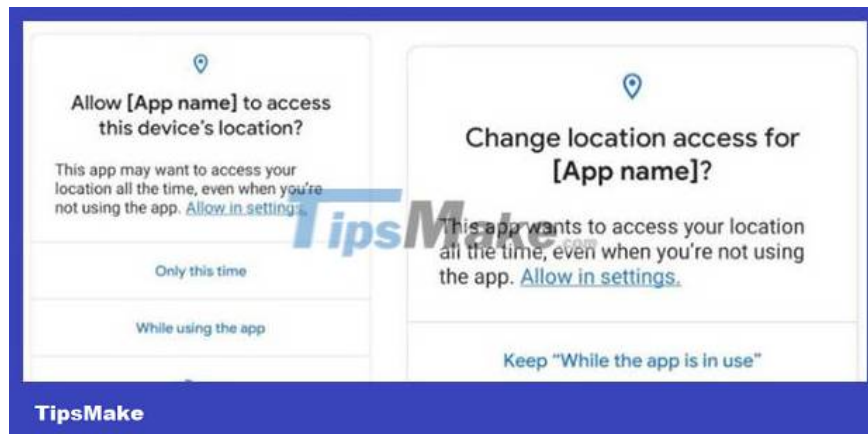 Allow [App name] to access
this device's location?
This app may want to access your
location all the time, even when you're
not using the app. Allow in settings.
Only this time
While using the app
Change location access for
[App name]?
This app wants to access your location
all the time, even when you're not using
the app. Allow in settings.
Keep “While the app is in use”
TipsMake.com
TipsMake